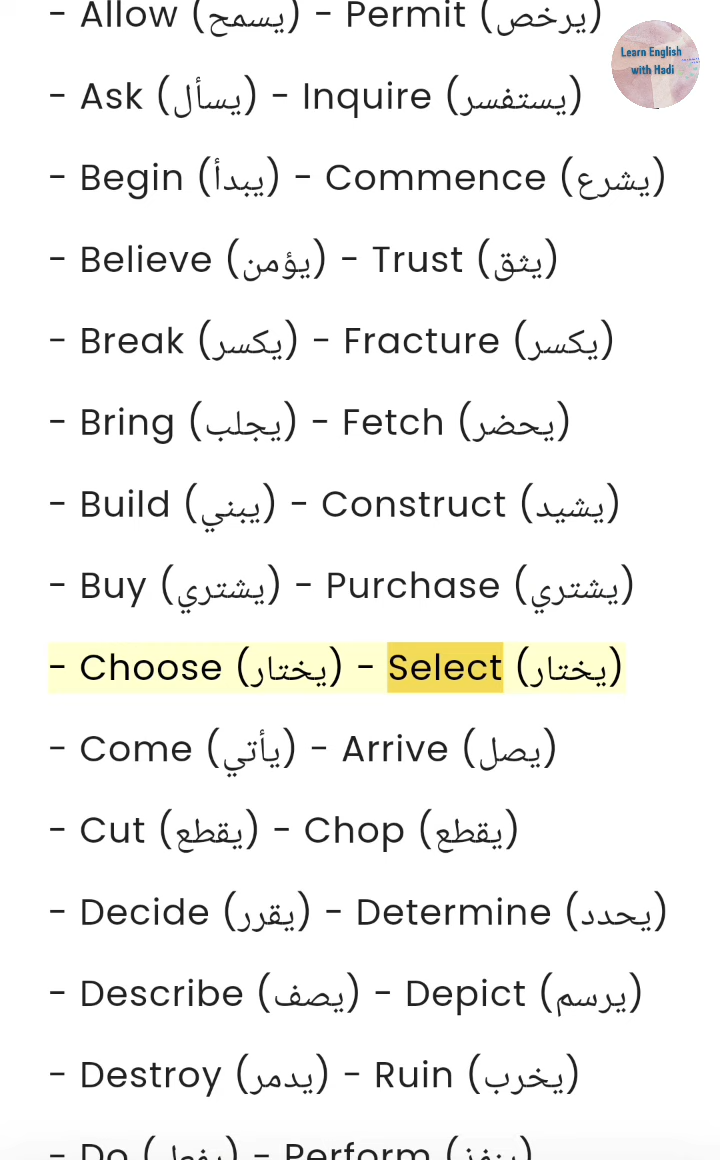 - Allow (يسمح) - Permit (يرخص)
Learn English
with Hadi
- Ask (يسأل) - Inquire (يستفسر)
- Begin (يبدأ) - Commence (يشرع)
- Believe (يؤمن) - Trust (يثق)
- Break (يكسر) - Fracture (يكسر)
- Bring (يجلب) - Fetch (يحضر)
- Build (يبني) - Construct (يشيد)
- Buy (يشتري) - Purchase (يشتري)
- Choose (يختار) - Select (يختار)
- Come (يأتي) - Arrive (يصل)
- Cut (يقطع) - Chop (يقطع)
- Decide (يقرر) - Determine (يحدد)
- Describe (يصف) - Depict (يرسم)
- Destroy (يدمر) - Ruin (يخرب)
- Do (يفعل) - Perform (ينفذ)